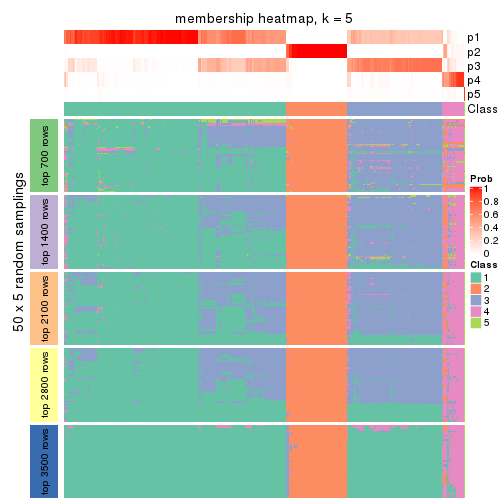 membership heatmap, k = 5
p1
p2
p3
p4
p5
Class
50 x 5 random samplings
top 700 rows
top 1400 rows
top 2100 rows
top 2800 rows
top 3500 rows
Prob
1
0.8
0.6
0.4
0.2
0
Class
1
2
3
4
5